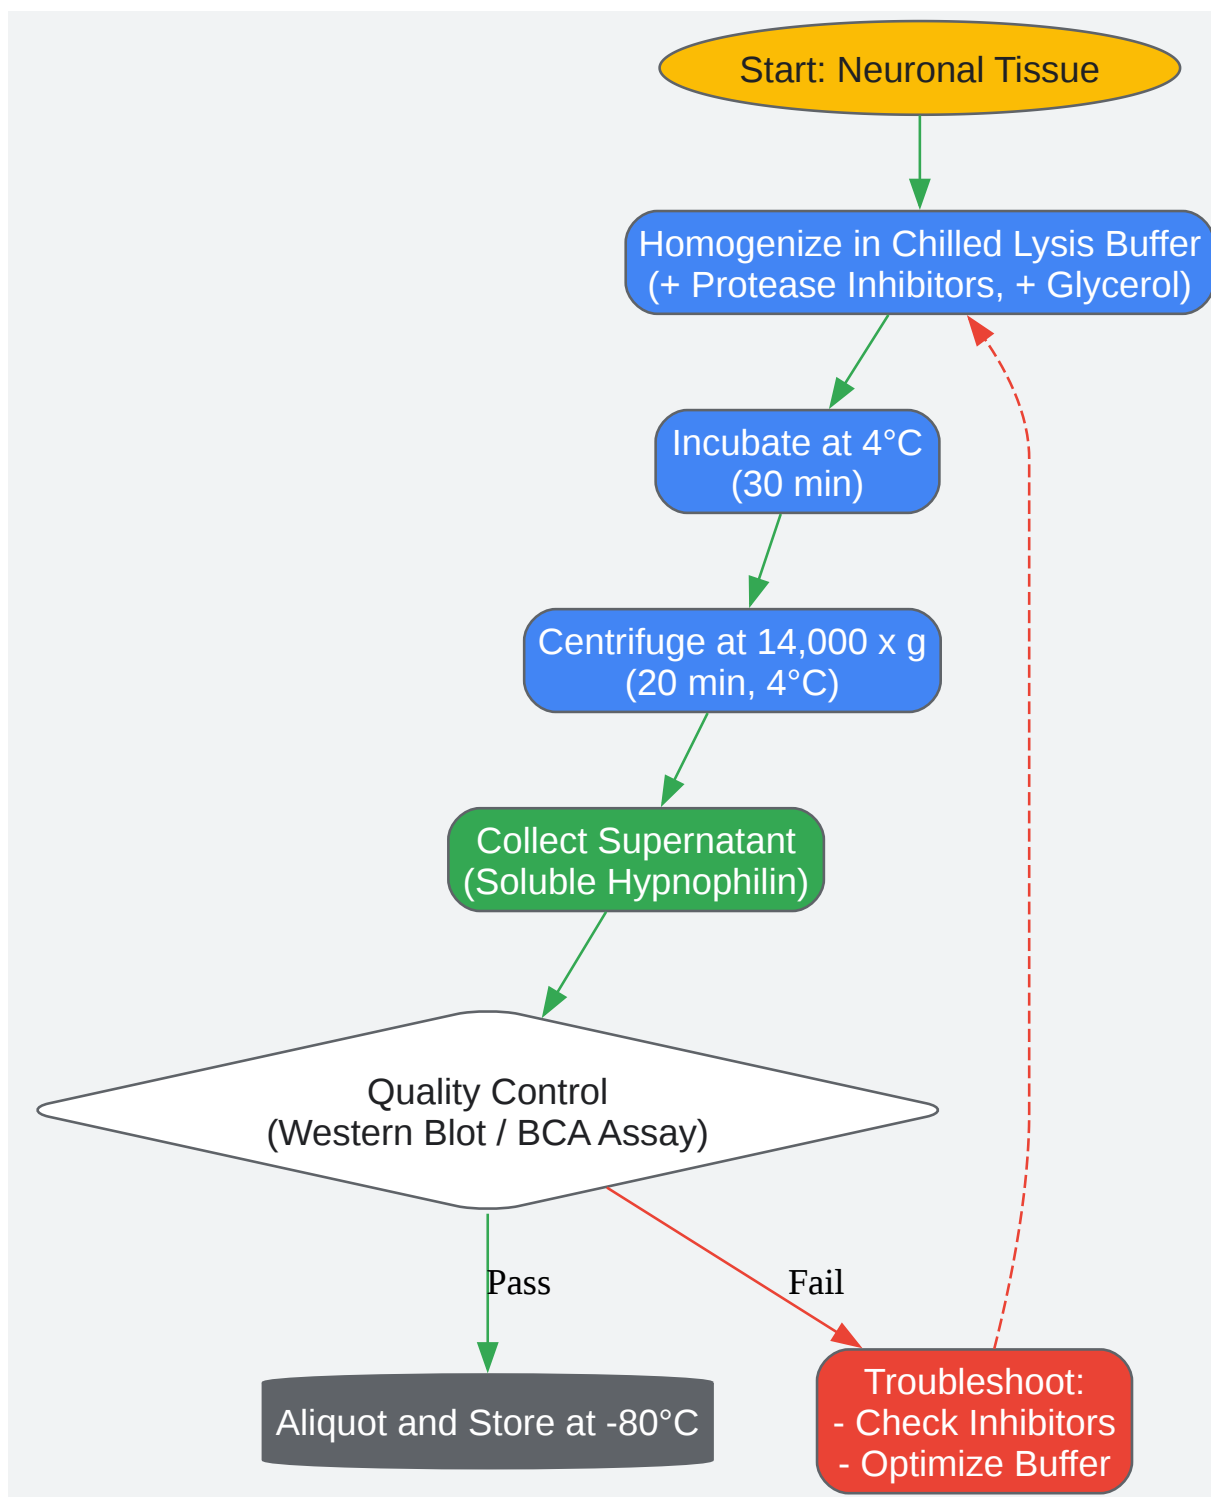 Start: Neuronal Tissue
Homogenize in Chilled Lysis Buffer
(+ Protease Inhibitors, + Glycerol)
Incubate at 4°C
(30 min)
Centrifuge at 14,000 x g
(20 min, 4°C)
Collect Supernatant
(Soluble Hypnophilin)
Quality Control
(Western Blot / BCA Assay)
Pass
Fail
Aliquot and Store at -80°C
Troubleshoot:
- Check Inhibitors
- Optimize Buffer